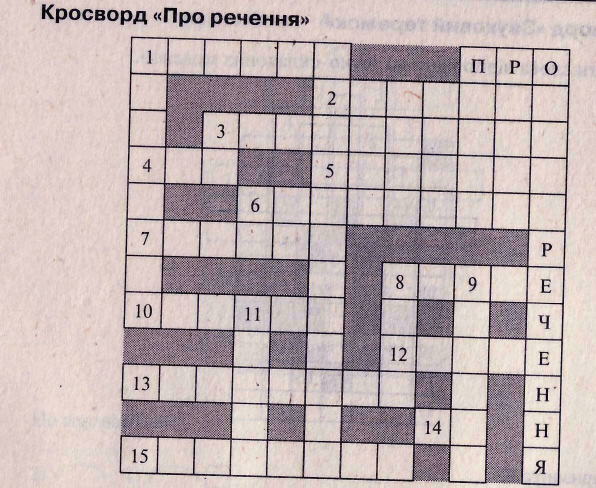 Кросворд «Про речення»
1 П Р О
2
3
4 5
6
7 Р
8 9 Е
10 11 Ч
12 Е
13 Н
14 Н
15 Я